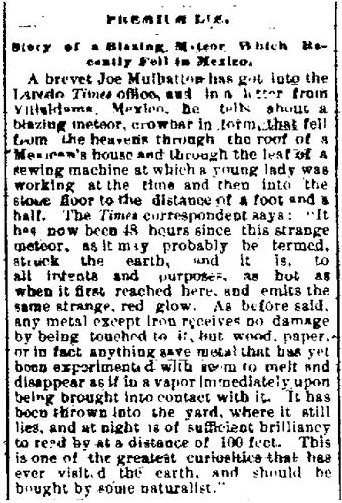 PREMIUM LIE.
Story of a Blazing Meteor Which Re-
cently Fell in Mexico.
A brevet Joe Mulhatton has got into the
Laredo Times office, and in a letter from
Villaldama, Mexico, he tells about a
blazing meteor, crowbar in form, that fell
from the heavens through the roof of a
Mexican's house and through the leaf of a
sewing machine at which a young lady was
working at the time and then into the
stone floor to the distance of a foot and a
half. The Times correspondent says: "It
has now been 48 hours since this strange
meteor, as it may probably be termed,
struck the earth, and it is, to
all intents and purposes, as hot as
when it first reached here, and emits the
same strange, red glow. As before said,
any metal except iron receives no damage
by being touched to it, but wood, paper,
or in fact anything save metal that has yet
been experimented with seem to melt and
disappear as if in a vapor immediately upon
being brought into contact with it. It has
been thrown into the yard, where it still
lies, and at night is of sufficient brilliancy
to read by at a distance of 100 feet. This
is one of the greatest curiosities that has
ever visited the earth, and should be
bought by some naturalist."